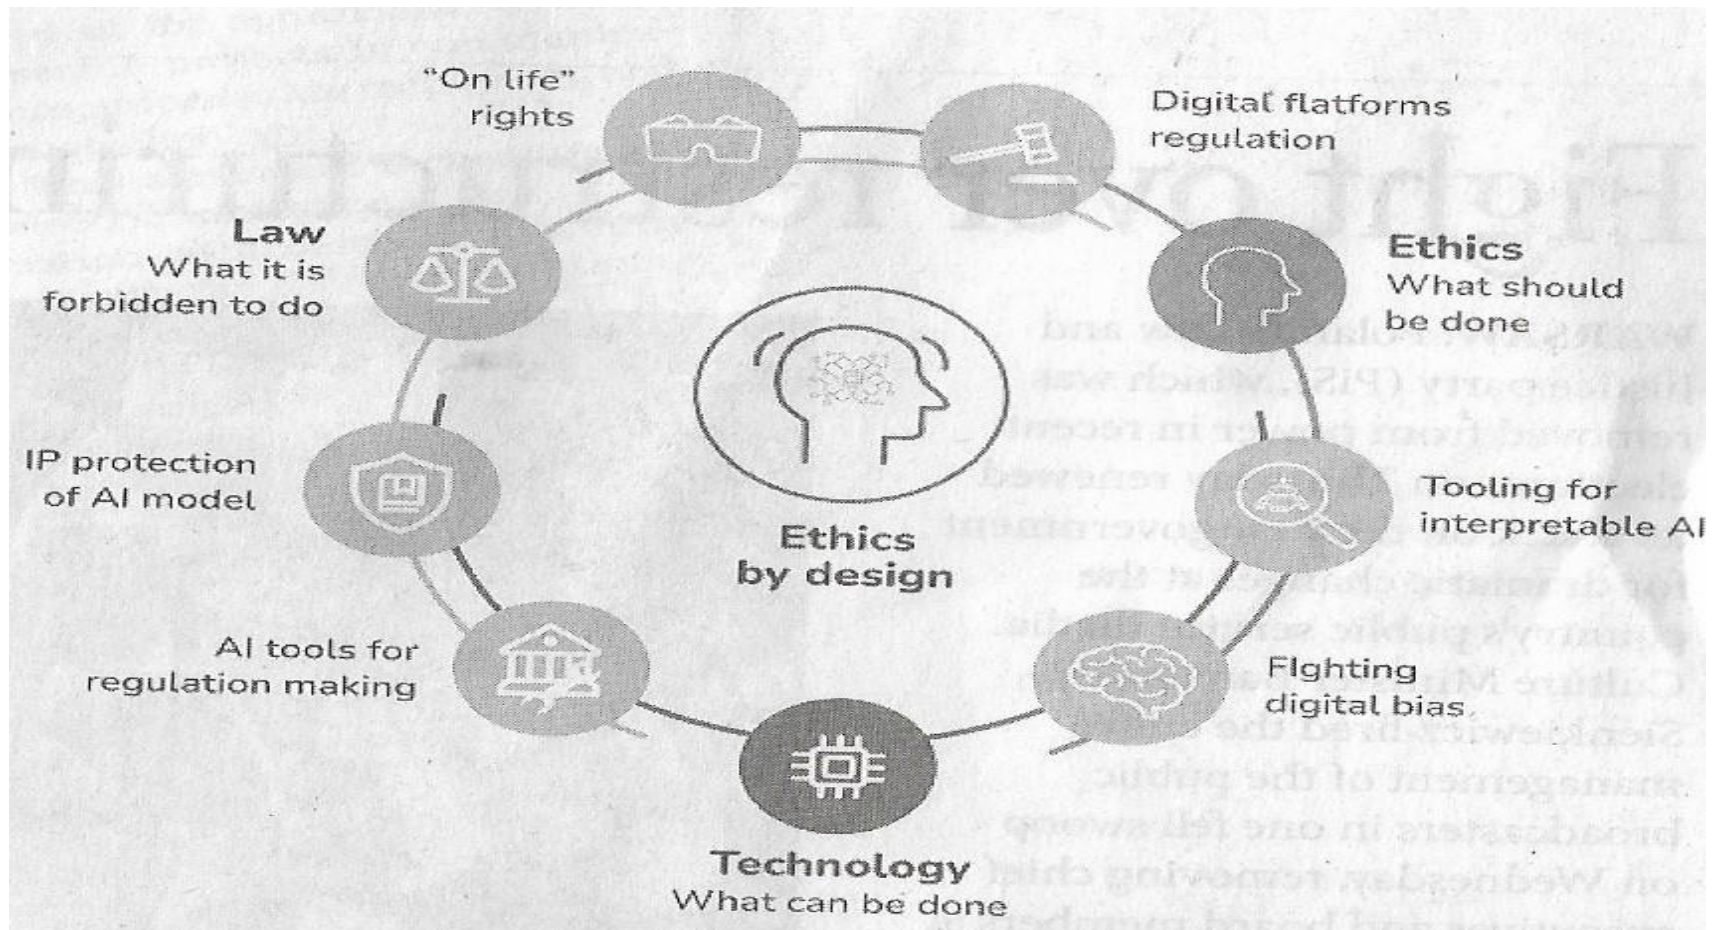 “On life”
rights
Digital flatforms
regulation
Law
What it is
forbidden to do
Ethics
What should
be done
IP protection
of AI model
Tooling for
interpretable AI
Ethics
by design
AI tools for
regulation making
FIghting
digital bias
Technology
What can be done